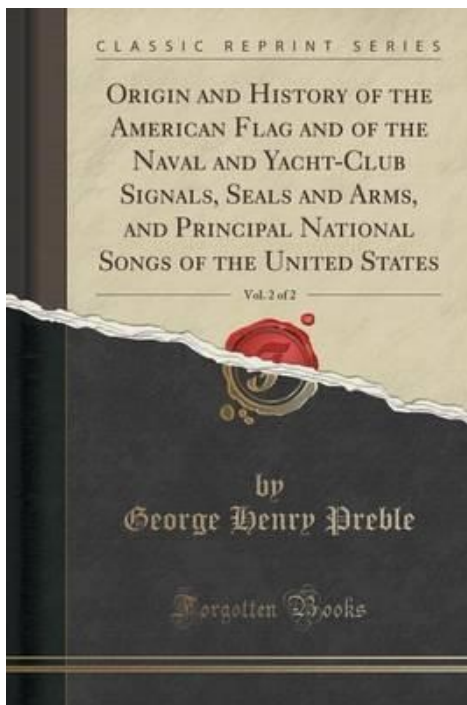 CLASSIC REPRINT SERIES
ORIGIN AND HISTORY OF THE
AMERICAN FLAG AND OF THE
NAVAL AND YACHT-CLUB
SIGNALS, SEALS AND ARMS,
AND PRINCIPAL NATIONAL
SONGS OF THE UNITED STATES
Vol. 2 of 2
F
by
George Henry Preble
Forgotten Books